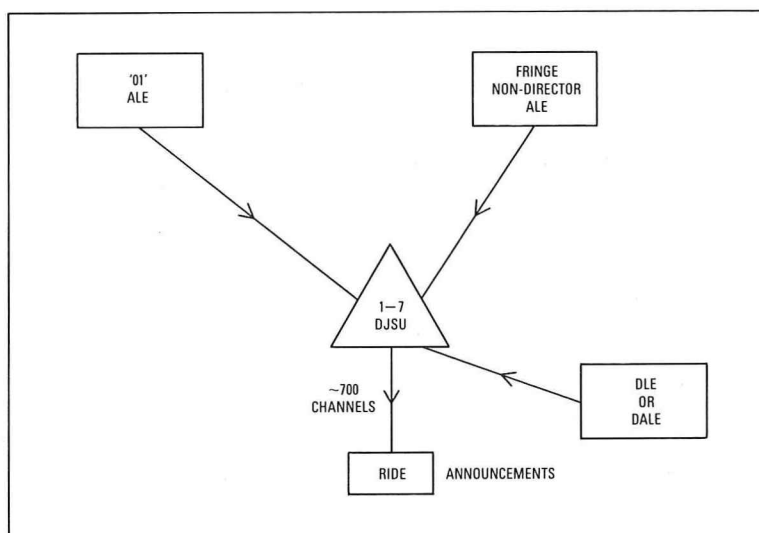 '01'
ALE
FRINGE
NON-DIRECTOR
ALE
1–7
DJSU
DLE
OR
DALE
~700
CHANNELS
RIDE
ANNOUNCEMENTS